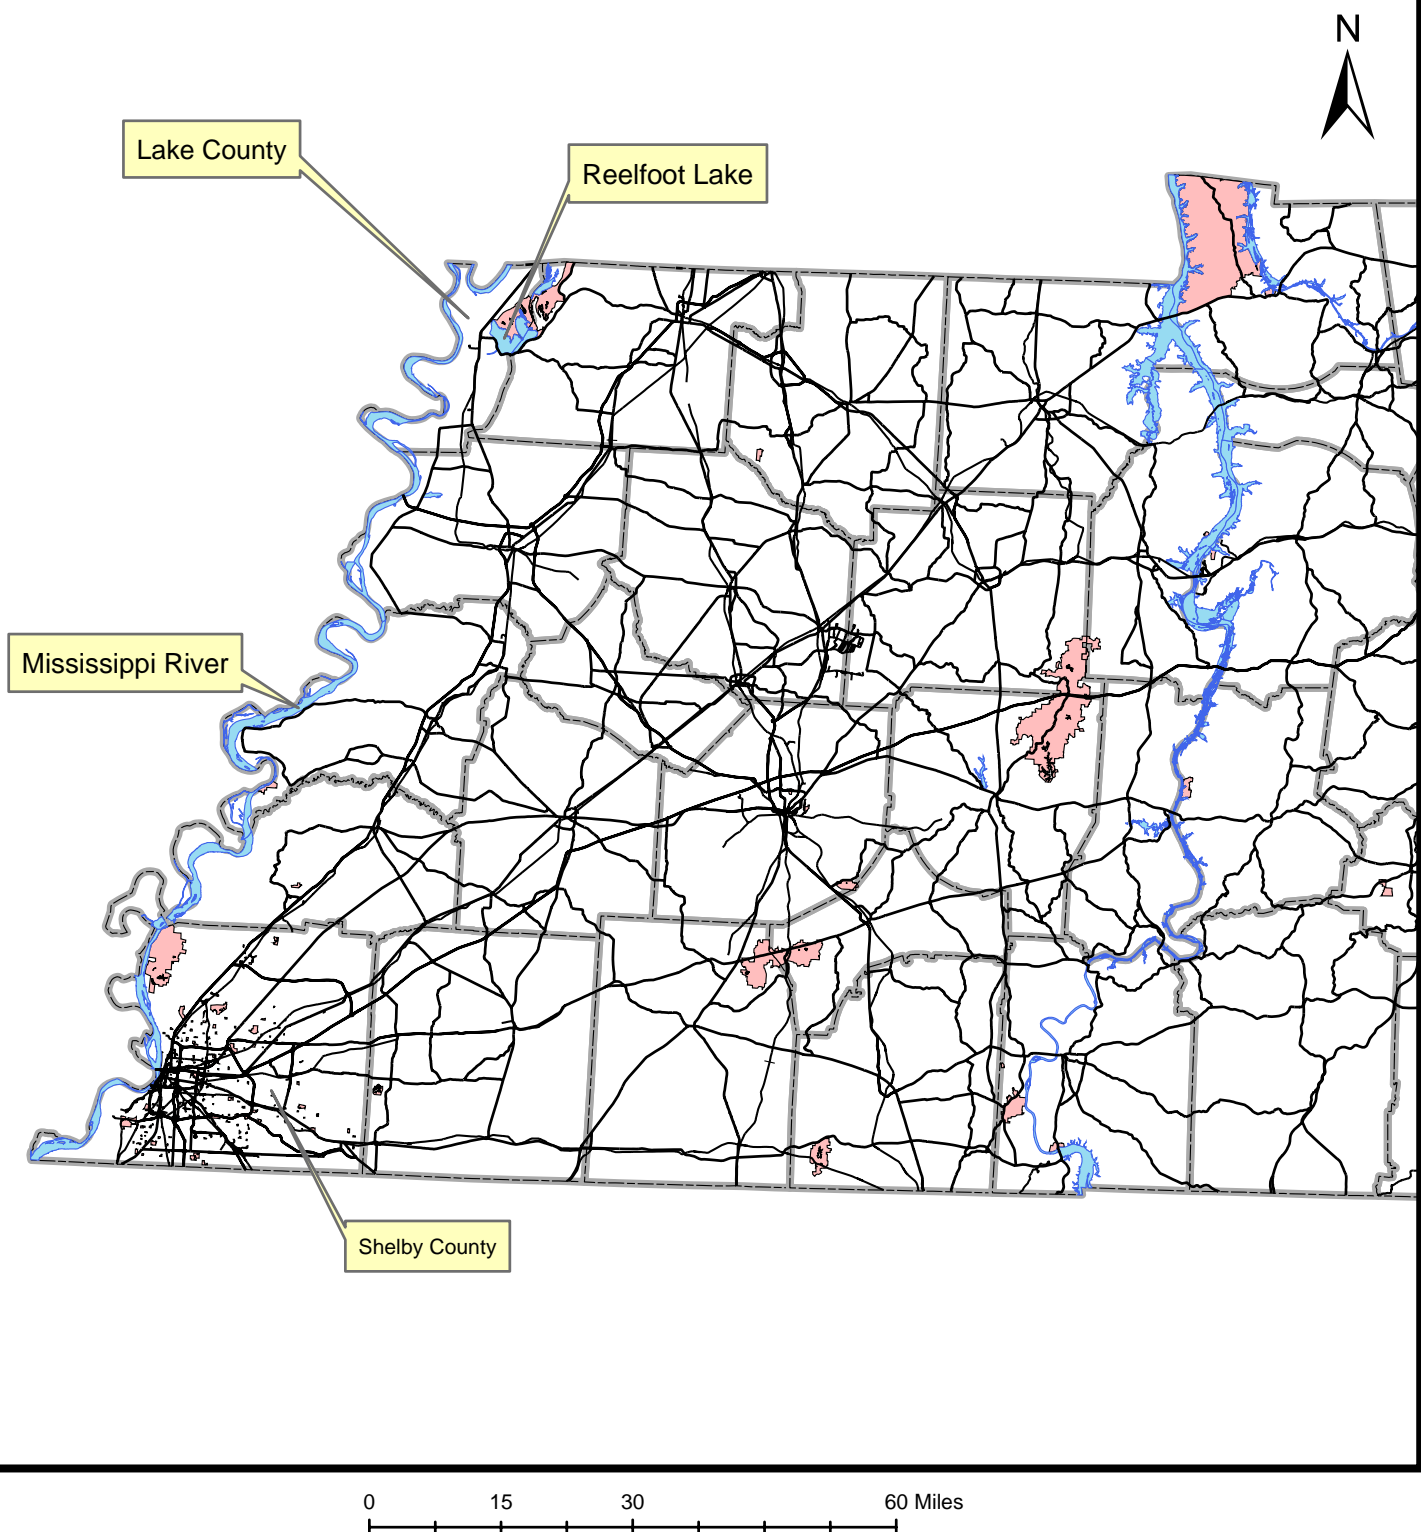 N
Lake County
Reelfoot Lake
Mississippi River
Shelby County
0 15 30 60 Miles